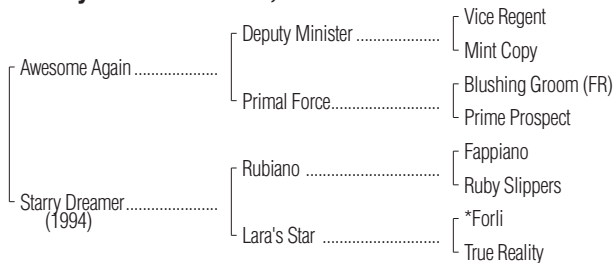 Vice Regent
Deputy Minister ....................
Mint Copy
Awesome Again ....................
Blushing Groom (FR)
Primal Force..........................
Prime Prospect
Fappiano
Rubiano ................................
Ruby Slippers
Starry Dreamer......................
(1994)
*Forli
Lara's Star ............................
True Reality